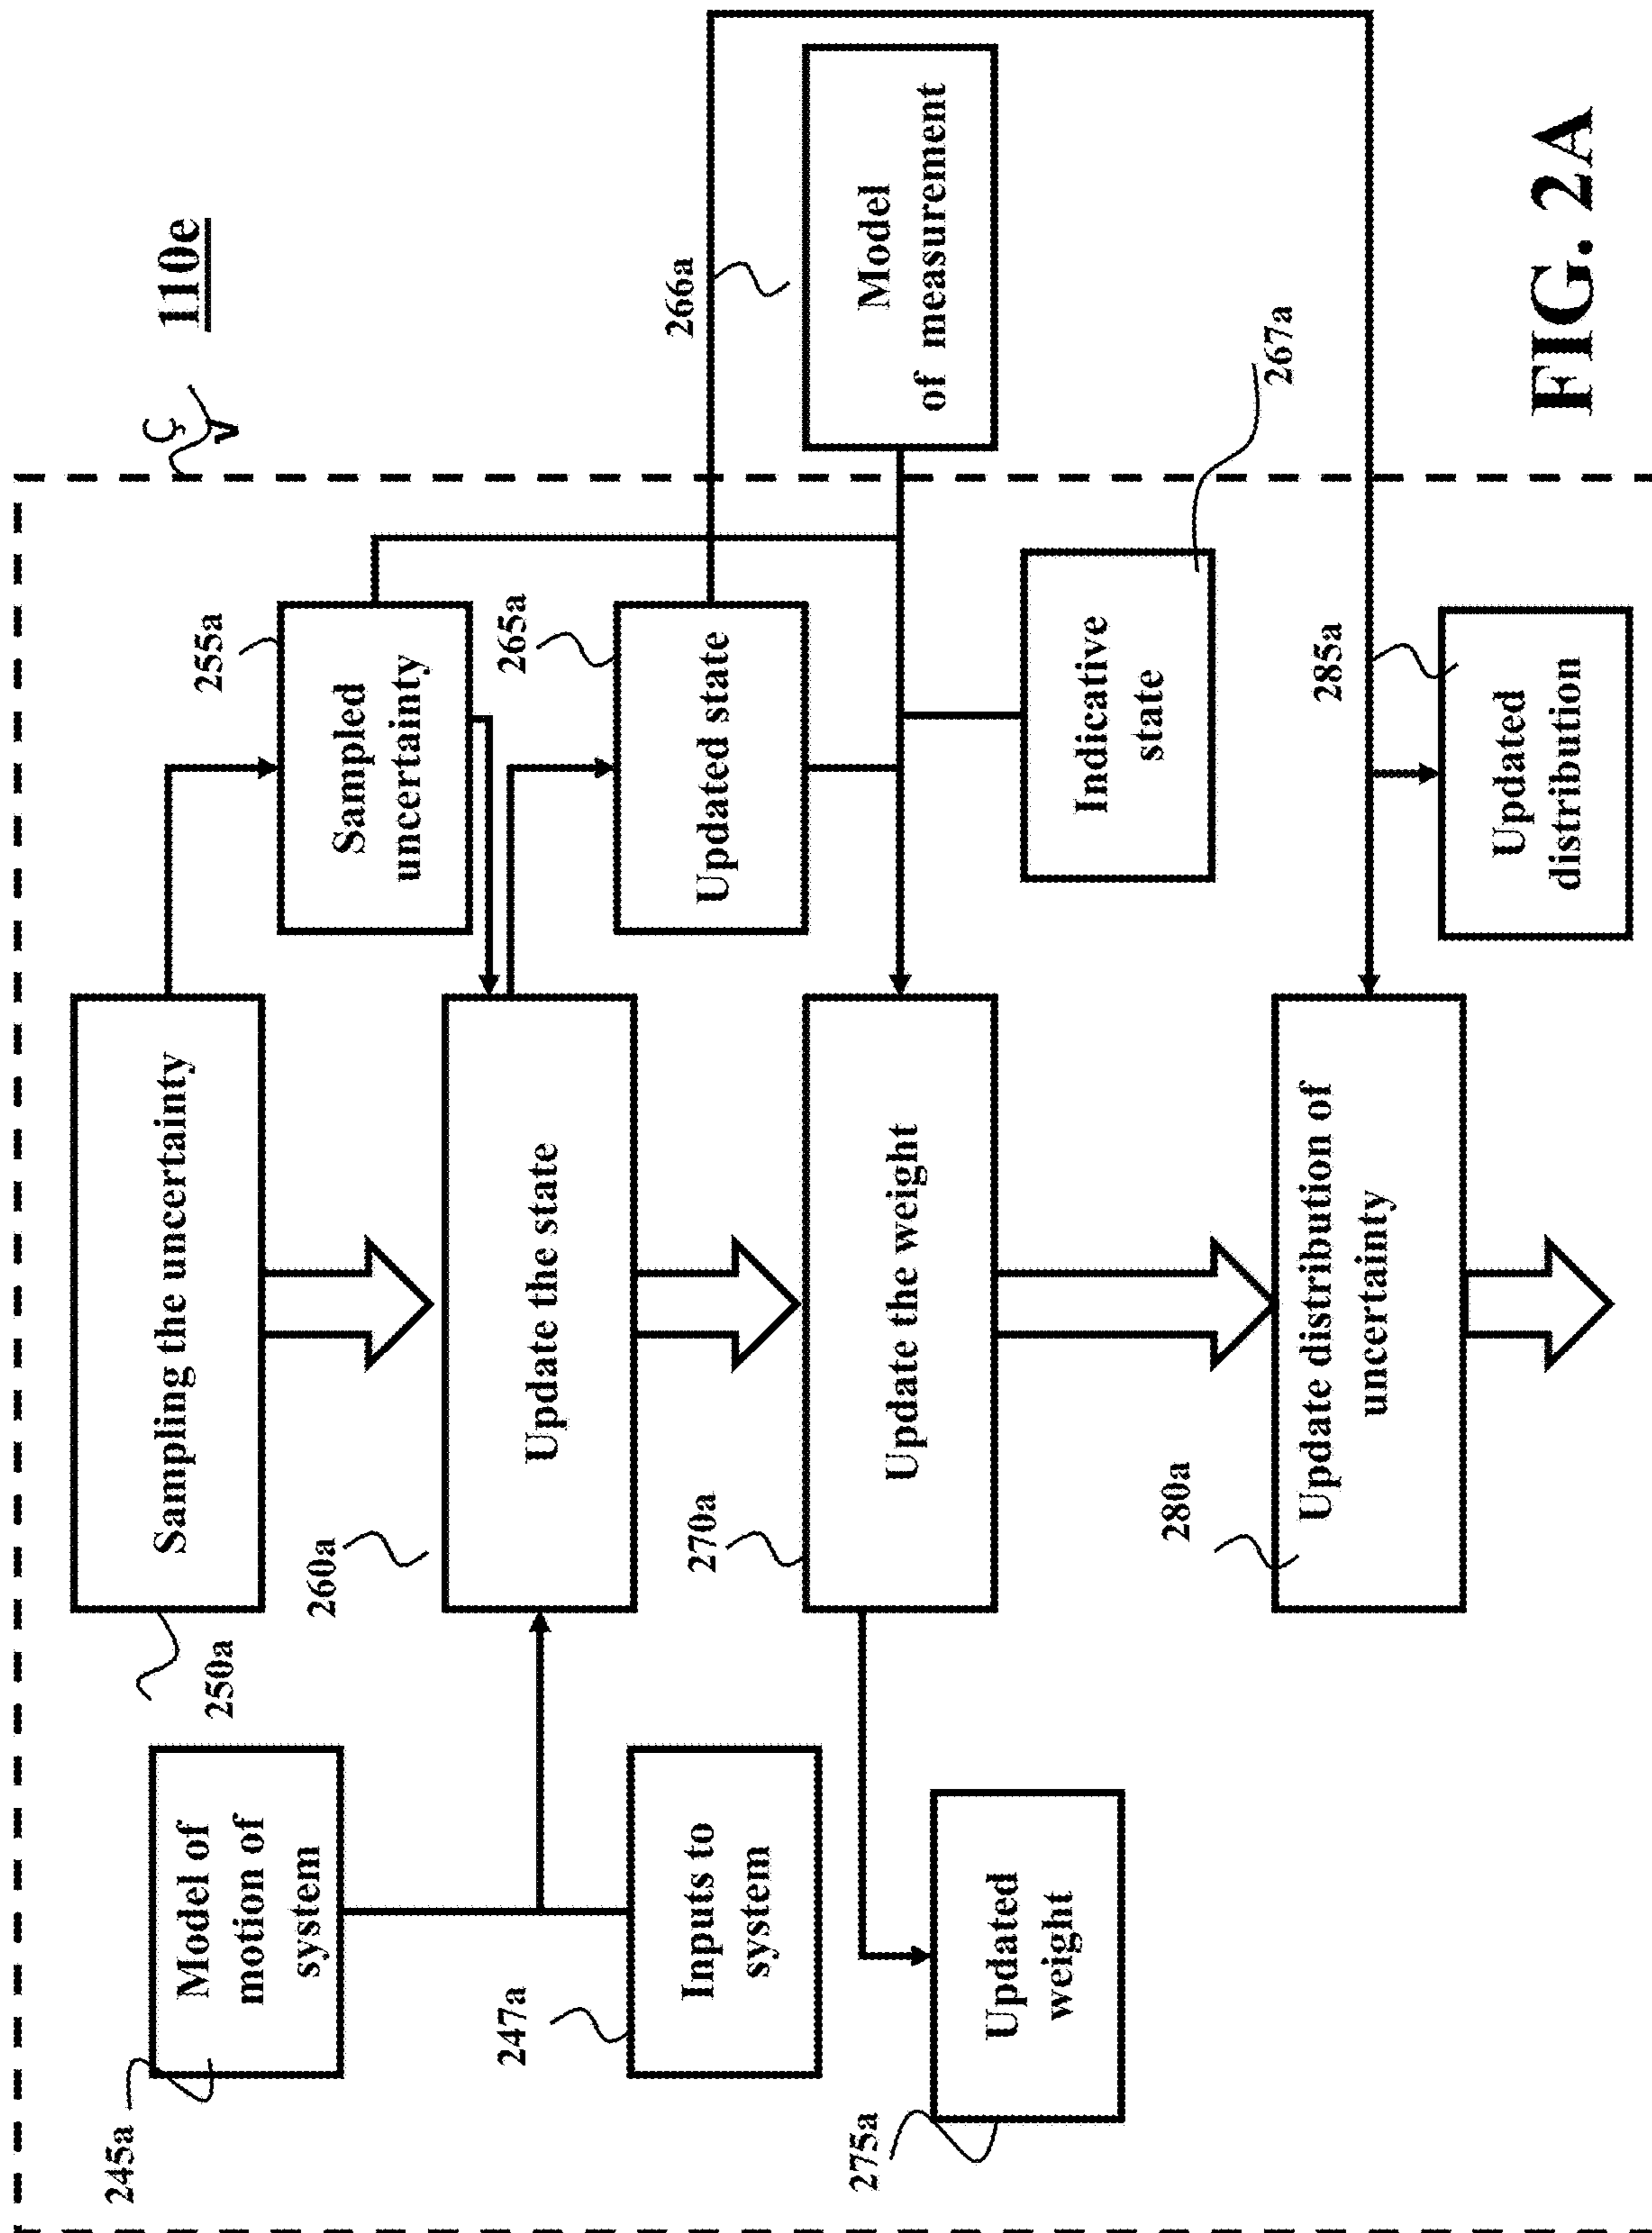 110e
Sampling the uncertainty
250a
255a
Sampled
uncertainty
245a
Model of
motion of
system
260a
Update the state
265a
Updated state
247a
Inputs to
system
266a
Model
of measurement
270a
Update the weight
267a
Indicative
state
275a
Updated
weight
280a
Update distribution of
uncertainty
285a
Updated
distribution
FIG. 2A